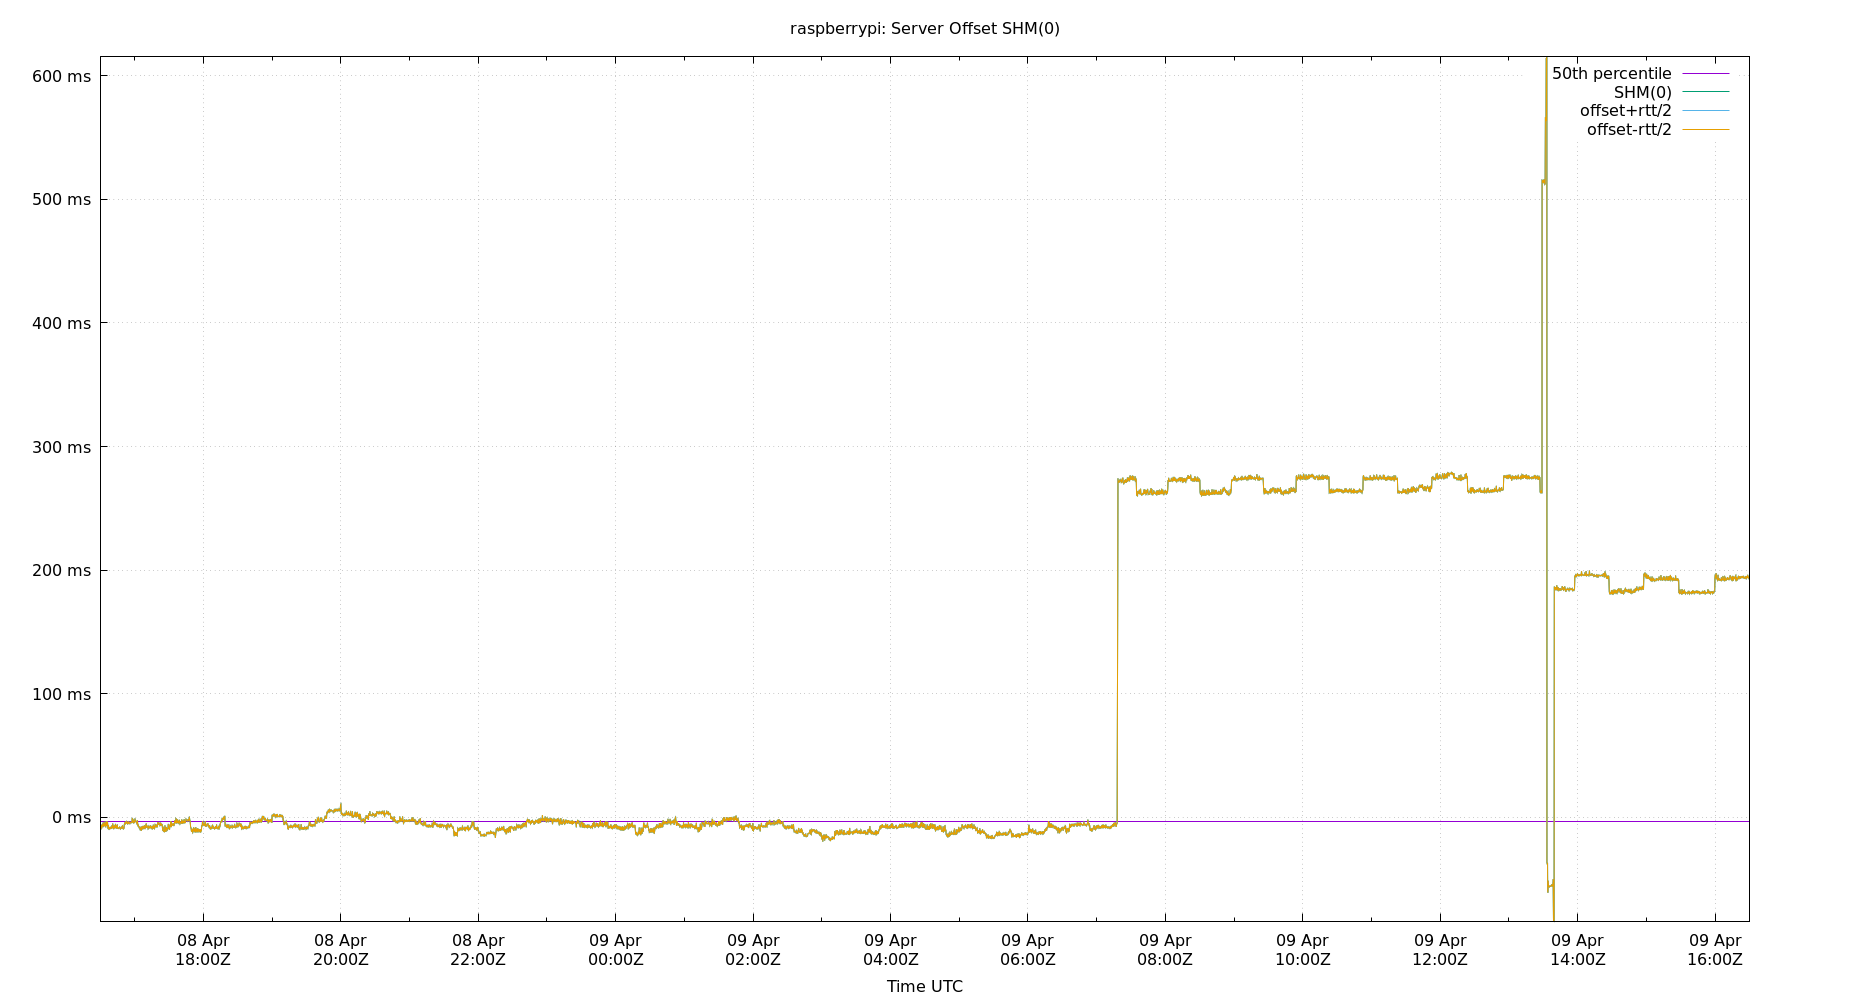 raspberrypi: Server Offset SHM(0)
600 ms
500 ms
400 ms
300 ms
200 ms
100 ms
0 ms
50th percentile
SHM(0)
offset+rtt/2
offset-rtt/2
08 Apr 08 Apr 08 Apr 09 Apr 09 Apr 09 Apr 09 Apr 09 Apr 09 Apr 09 Apr 09 Apr 09 Apr
18:00Z 20:00Z 22:00Z 00:00Z 02:00Z 04:00Z 06:00Z 08:00Z 10:00Z 12:00Z 14:00Z 16:00Z
Time UTC